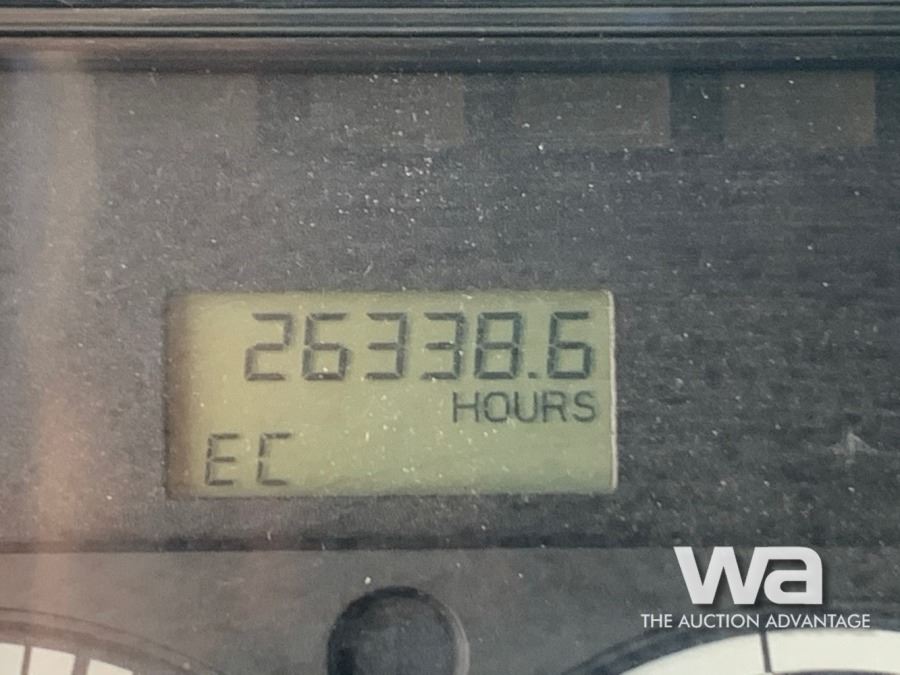 26338.6
HOURS
EC
wa
THE AUCTION ADVANTAGE